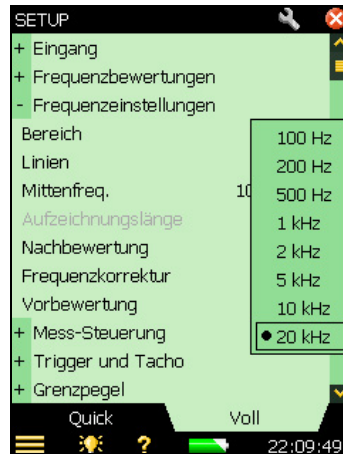 SETUP
+ Eingang
+ Frequenzbewertungen
- Frequenzeinstellungen
Bereich
Linien
Mittenfreq. 10
Aufzeichnungslänge
Nachbewertung
Frequenzkorrektur
Vorbewertung
+ Mess-Steuerung
+ Trigger und Tacho
+ Grenzpegel
100 Hz
200 Hz
500 Hz
1 kHz
2 kHz
5 kHz
10 kHz
20 kHz
Quick Voll
? 22:09:49